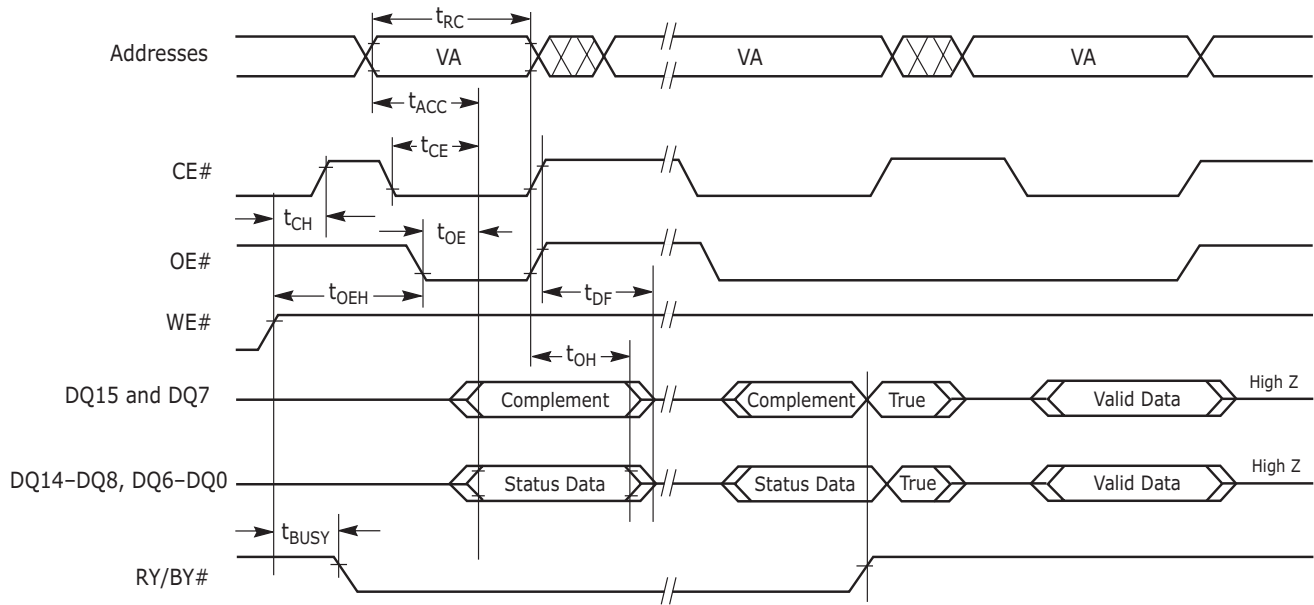 tRC
Addresses VA VA VA
tACC
tCE
CE#
tCH tOE
OE#
tOEH tDF
WE#
tOH
DQ15 and DQ7 Complement Complement True Valid Data High Z
DQ14–DQ8, DQ6–DQ0 Status Data Status Data True Valid Data High Z
tBUSY
RY/BY#